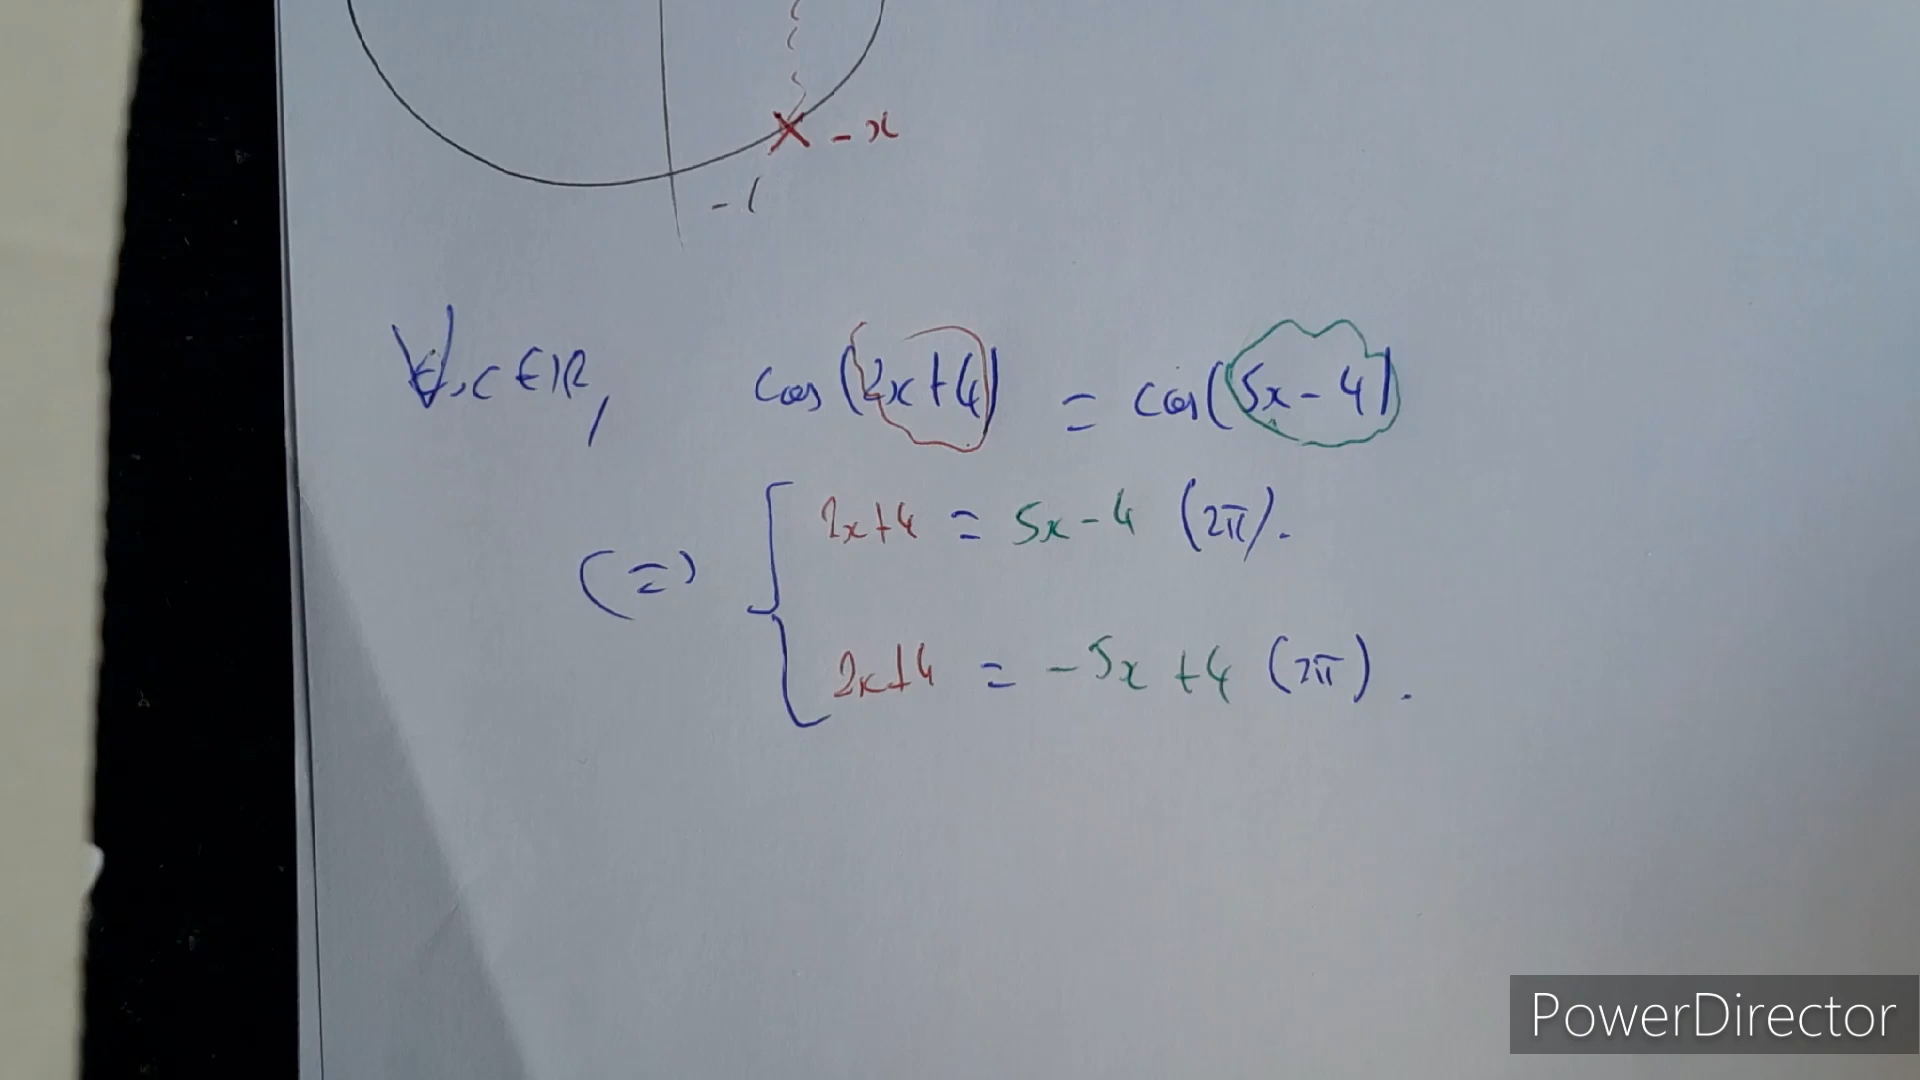 -x
-1
∀x∈ℝ, cos(2x+4) = cos(5x-4)
2x+4 = 5x-4 (2π).
(=)
2x+4 = -5x+4 (2π).
PowerDirector